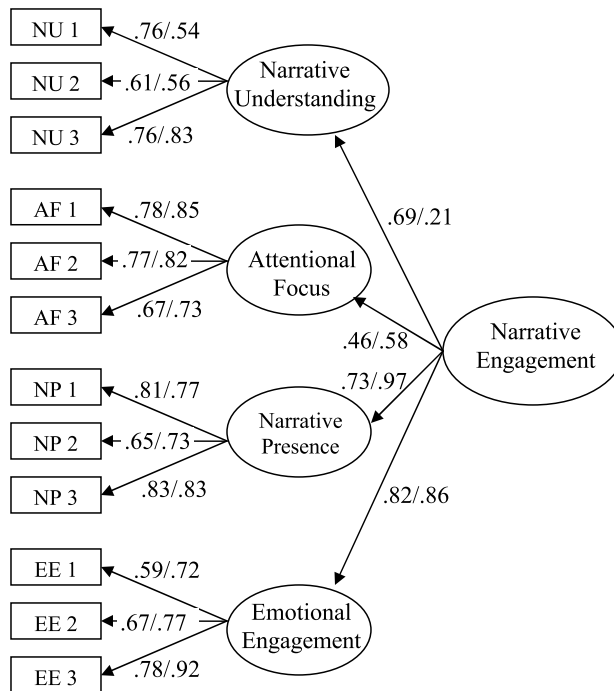 NU 1
.76/.54
NU 2
.61/.56
NU 3
.76/.83
Narrative
Understanding
AF 1
.78/.85
AF 2
.77/.82
AF 3
.67/.73
Attentional
Focus
.69/.21
.46/.58
.73/.97
.82/.86
Narrative
Engagement
NP 1
.81/.77
NP 2
.65/.73
NP 3
.83/.83
Narrative
Presence
EE 1
.59/.72
EE 2
.67/.77
EE 3
.78/.92
Emotional
Engagement